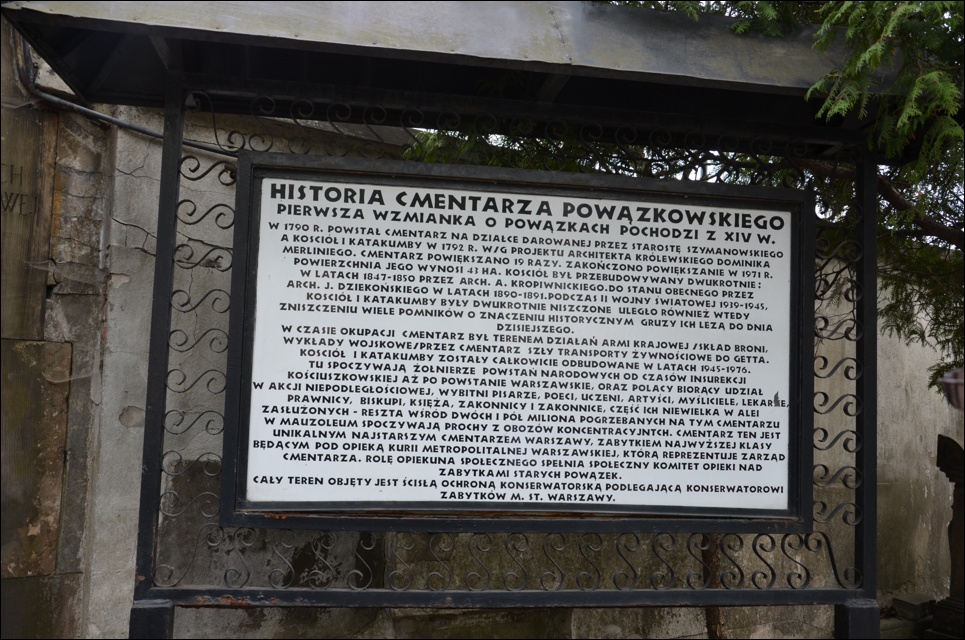 HISTORIA CMENTARZA POWĄZKOWSKIEGO
PIERWSZA WZMIANKA O POWĄZKACH POCHODZI Z XIV W.
W 1790 R. POWSTAŁ CMENTARZ NA DZIAŁCE DAROWANEJ PRZEZ STAROSTĘ SZYMANOWSKIEGO
A KOŚCIÓŁ I KATAKUMBY W 1792 R. W/G PROJEKTU ARCHITEKTA KRÓLEWSKIEGO DOMINIKA
MERLINIEGO. CMENTARZ POWIĘKSZANO 19 RAZY. ZAKOŃCZONO POWIĘKSZANIE W 1971 R.
POWIERZCHNIA JEGO WYNOSI 43 HA. KOŚCIÓŁ BYŁ PRZEBUDOWYWANY DWUKROTNIE:
W LATACH 1847-1850 PRZEZ ARCH. A. KROPIWNICKIEGO. DO STANU OBECNEGO PRZEZ
ARCH. J. DZIEKOŃSKIEGO W LATACH 1890-1891. PODCZAS II WOJNY ŚWIATOWEJ 1939-1945,
KOŚCIÓŁ I KATAKUMBY BYŁY DWUKROTNIE NISZCZONE ULEGŁO RÓWNIEŻ WTEDY
ZNISZCZENIU WIELE POMNIKÓW O ZNACZENIU HISTORYCZNYM GRUZY ICH LEZĄ DO DNIA
DZISIEJSZEGO.
W CZASIE OKUPACJI CMENTARZ BYŁ TERENEM DZIAŁAŃ ARMI KRAJOWEJ /SKŁAD BRONI,
WYKŁADY WOJSKOWE/PRZEZ CMENTARZ SZŁY TRANSPORTY ŻYWNOŚCIOWE DO GETTA.
KOŚCIÓŁ I KATAKUMBY ZOSTAŁY CAŁKOWICIE ODBUDOWANE W LATACH 1945-1976.
TU SPOCZYWAJĄ ŻOŁNIERZE POWSTAŃ NARODOWYCH OD CZASÓW INSUREKCJI
KOŚCIUSZKOWSKIEJ AŻ PO POWSTANIE WARSZAWSKIE, ORAZ POLACY BIORĄCY UDZIAŁ
W AKCJI NIEPODLEGŁOŚCIOWEJ, WYBITNI PISARZE, POECI, UCZENI, ARTYŚCI, MYŚLICIELE, LEKARZE,
PRAWNICY, BISKUPI, KSIĘŻA, ZAKONNICY I ZAKONNICE, CZĘŚĆ ICH NIEWIELKA W ALEI
ZASŁUŻONYCH - RESZTA WŚRÓD DWÓCH I PÓŁ MILIONA POGRZEBANYCH NA TYM CMENTARZU
W MAUZOLEUM SPOCZYWAJĄ PROCHY Z OBOZÓW KONCENTRACYJNTCH. CMENTARZ TEN JEST
UNIKALNYM NAJSTARSZYM CMENTARZEM WARSZAWY, ZABYTKIEM NAJWYŻSZEJ KLASY
BĘDĄCYM POD OPIEKĄ KURII METROPOLITALNEJ WARSZAWSKIEJ, KTÓRĄ REPREZENTUJE ZARZĄD
CMENTARZA. ROLĘ OPIEKUNA SPOŁECZNEGO SPEŁNIA SPOŁECZNY KOMITET OPIEKI NAD
ZABYTKAMI STARYCH POWĄZEK.
CAŁY TEREN OBJĘTY JEST ŚCISŁĄ OCHRONĄ KONSERWATORSKĄ PODLEGAJĄCĄ KONSERWATOROWI
ZABYTKÓW M. ST. WARSZAWY.